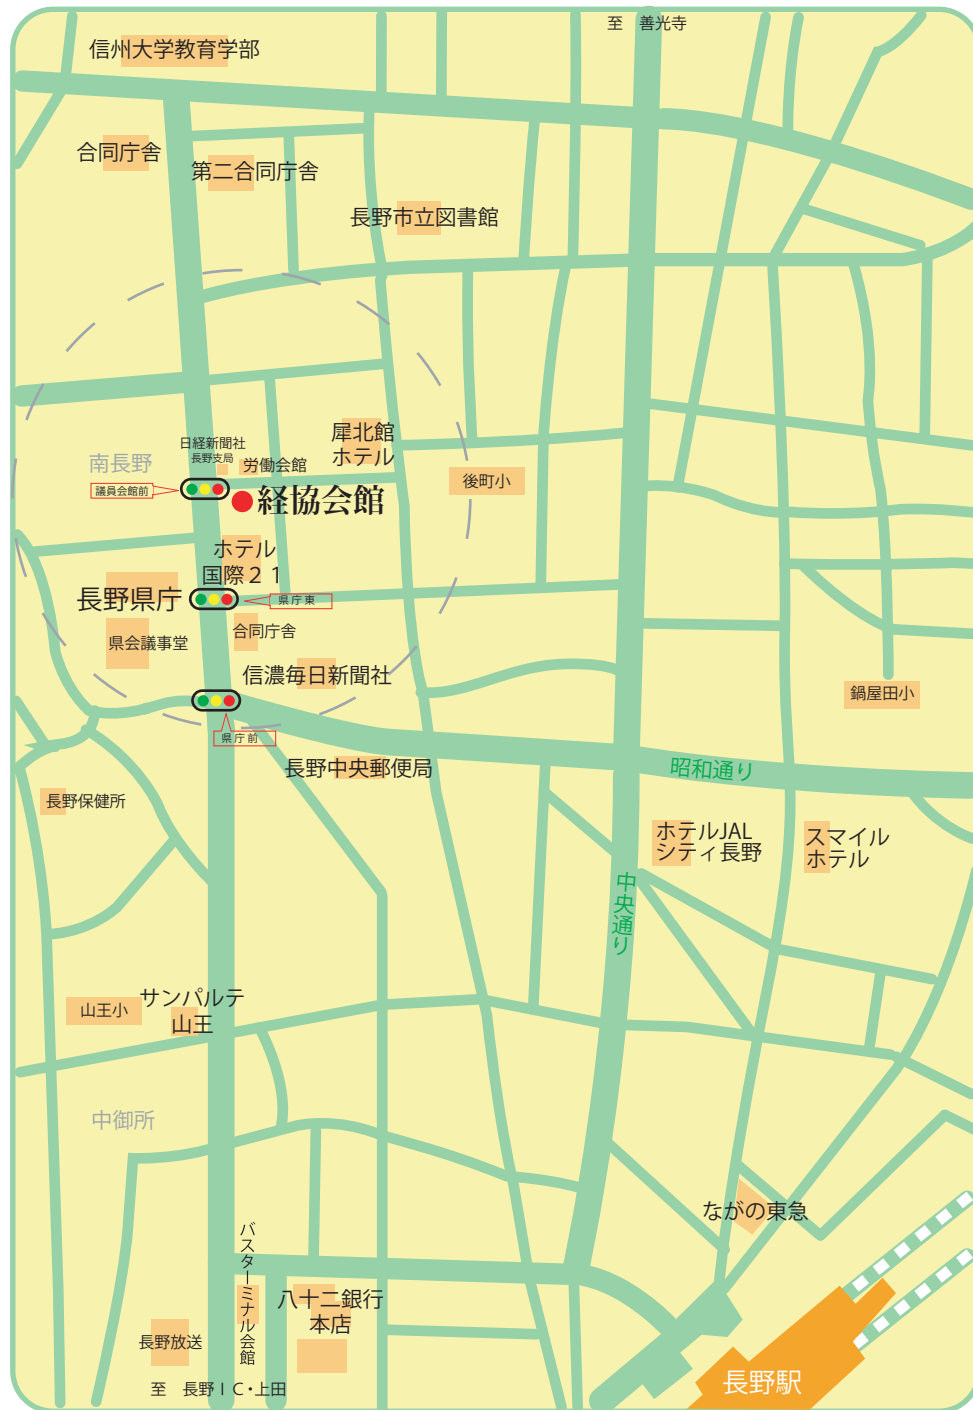 至　善光寺
信州大学教育学部
合同庁舎
第二合同庁舎
長野市立図書館
日経新聞社
長野支局
労働会館
犀北館
ホテル
南長野
議員会館前
経協会館
後町小
ホテル
国際２１
長野県庁
県庁東
県会議事堂
合同庁舎
信濃毎日新聞社
鍋屋田小
県庁前
長野中央郵便局
昭和通り
長野保健所
ホテルJAL
シティ長野
スマイル
ホテル
中央通り
サンパルテ
山王
山王小
中御所
ながの東急
バスターミナル会館
八十二銀行
本店
長野放送
長野駅
至　長野ＩＣ・上田